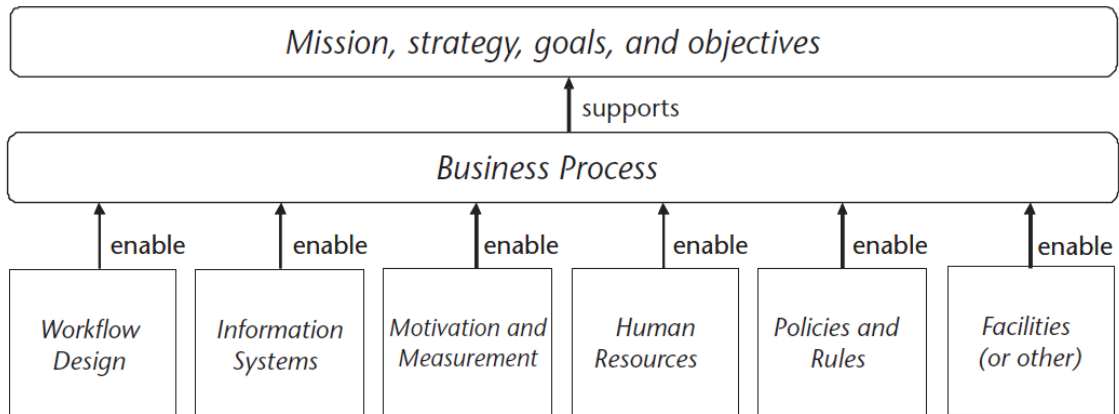 Mission, strategy, goals, and objectives
supports
Business Process
enable
enable
enable
enable
enable
enable
Workflow
Design
Information
Systems
Motivation and
Measurement
Human
Resources
Policies and
Rules
Facilities
(or other)